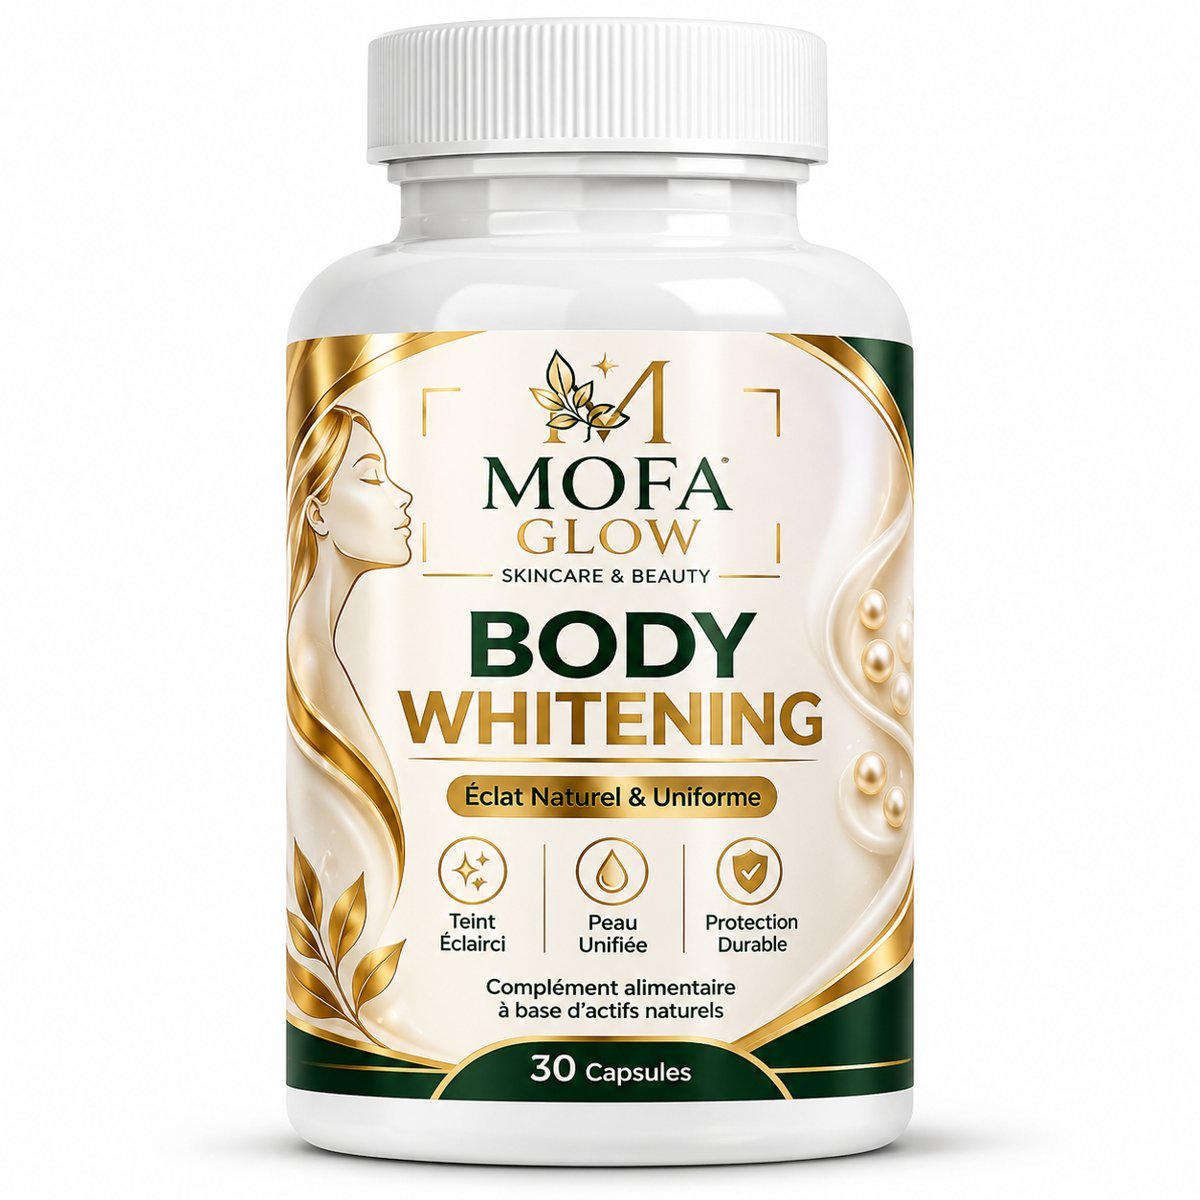 M
MOFA®
GLOW
SKINCARE & BEAUTY
BODY
WHITENING
Éclat Naturel & Uniforme
Teint
Éclairci
Peau
Unifiée
Protection
Durable
Complément alimentaire
à base d'actifs naturels
30 Capsules